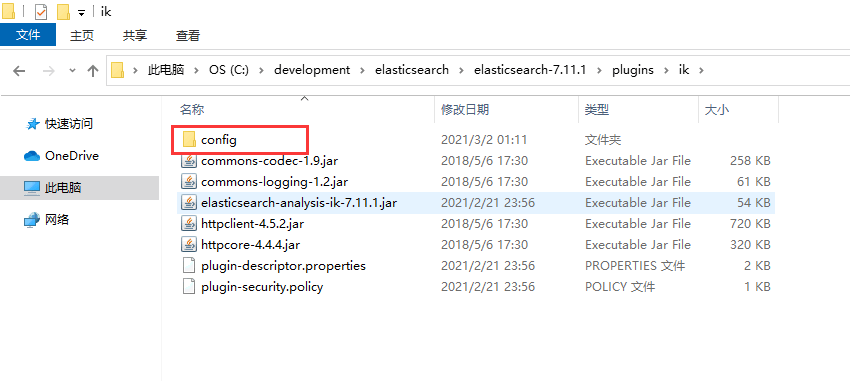 ik
文件 主页 共享 查看
此电脑 OS (C:) development elasticsearch elasticsearch-7.11.1 plugins ik
名称 修改日期 类型 大小
快速访问
OneDrive
此电脑
网络
config 2021/3/2 01:11 文件夹
commons-codec-1.9.jar 2018/5/6 17:30 Executable Jar File 258 KB
commons-logging-1.2.jar 2018/5/6 17:30 Executable Jar File 61 KB
elasticsearch-analysis-ik-7.11.1.jar 2021/2/21 23:56 Executable Jar File 54 KB
httpclient-4.5.2.jar 2018/5/6 17:30 Executable Jar File 720 KB
httpcore-4.4.4.jar 2018/5/6 17:30 Executable Jar File 320 KB
plugin-descriptor.properties 2021/2/21 23:56 PROPERTIES 文件 2 KB
plugin-security.policy 2021/2/21 23:56 POLICY 文件 1 KB